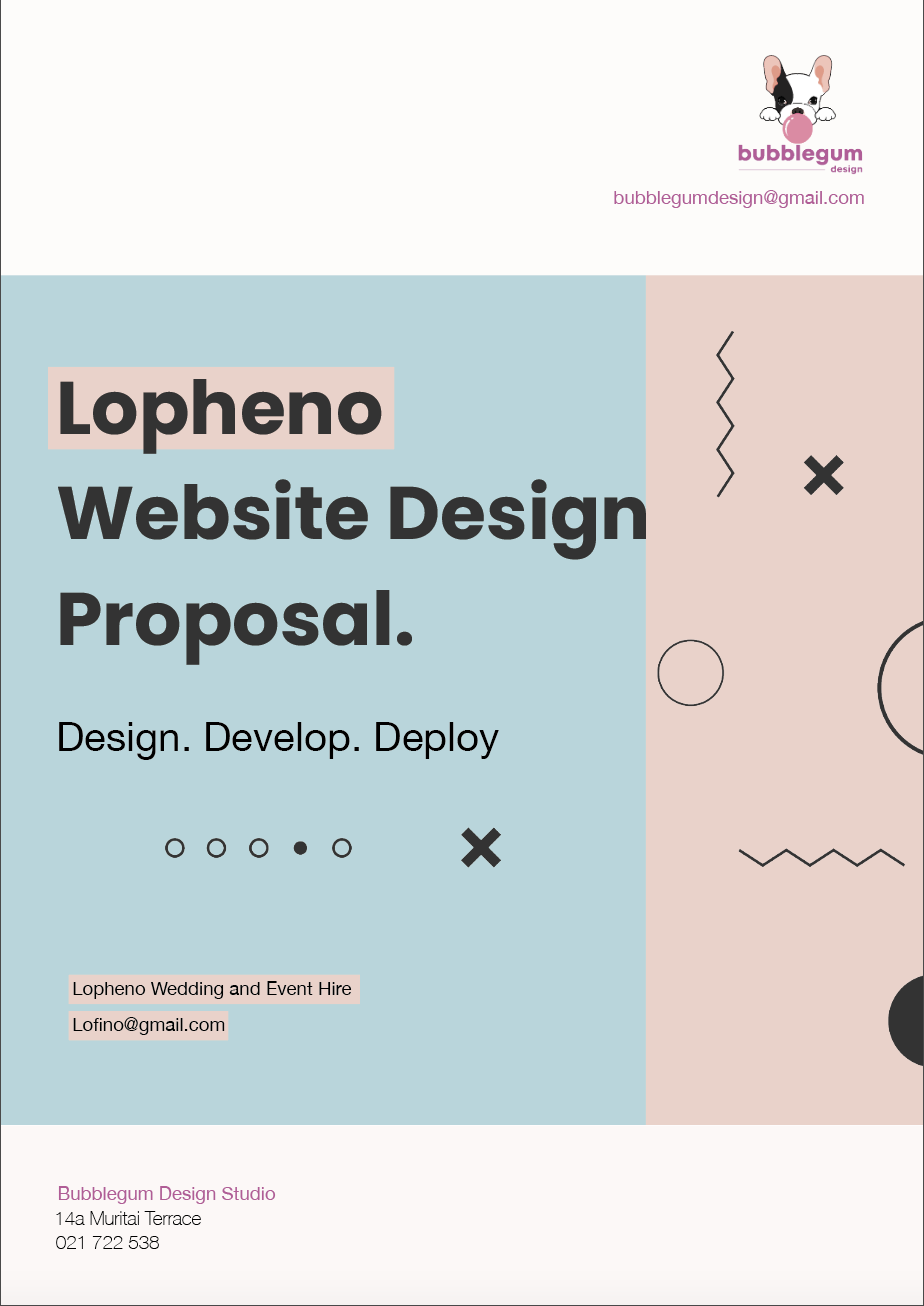 bubblegum
design
bubblegumdesign@gmail.com
Lopheno
Website Design
Proposal.
Design. Develop. Deploy
Lopheno Wedding and Event Hire
Lofino@gmail.com
Bubblegum Design Studio
14a Muritai Terrace
021 722 538